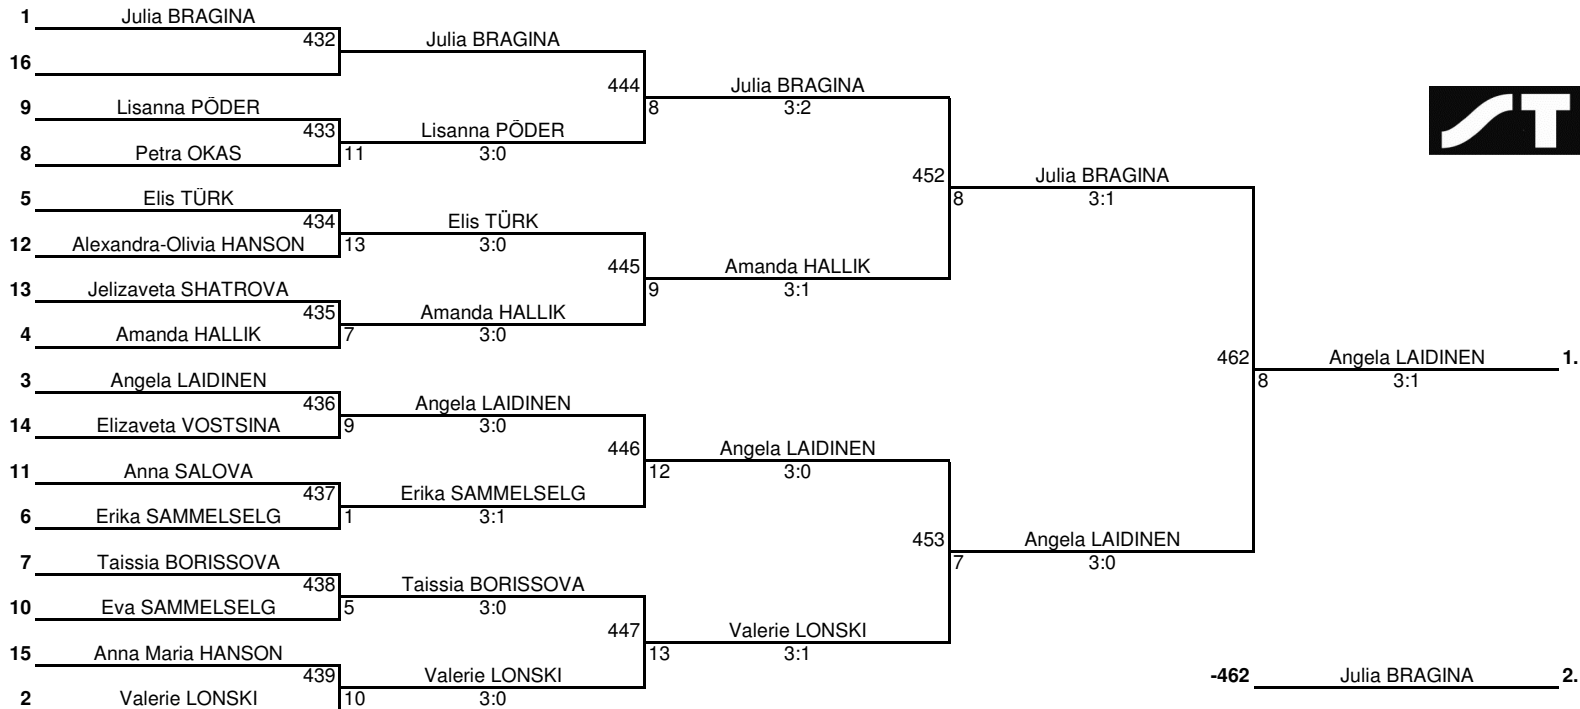 1 Julia BRAGINA
432 Julia BRAGINA
16
444 Julia BRAGINA
9 Lisanna PÕDER
8 3:2
433 Lisanna PÕDER
8 Petra OKAS
11 3:0
452 Julia BRAGINA
5 Elis TÜRK
8 3:1
434 Elis TÜRK
12 Alexandra-Olivia HANSON
13 3:0
445 Amanda HALLIK
13 Jelizaveta SHATROVA
9 3:1
435 Amanda HALLIK
4 Amanda HALLIK
7 3:0
462 Angela LAIDINEN 1.
3 Angela LAIDINEN
8 3:1
436 Angela LAIDINEN
14 Elizaveta VOSTSINA
9 3:0
446 Angela LAIDINEN
11 Anna SALOVA
12 3:0
437 Erika SAMMELSELG
6 Erika SAMMELSELG
1 3:1
453 Angela LAIDINEN
7 Taissia BORISSOVA
7 3:0
438 Taissia BORISSOVA
10 Eva SAMMELSELG
5 3:0
447 Valerie LONSKI
15 Anna Maria HANSON
13 3:1
439 Valerie LONSKI
-462 Julia BRAGINA 2.
2 Valerie LONSKI
10 3:0
ST